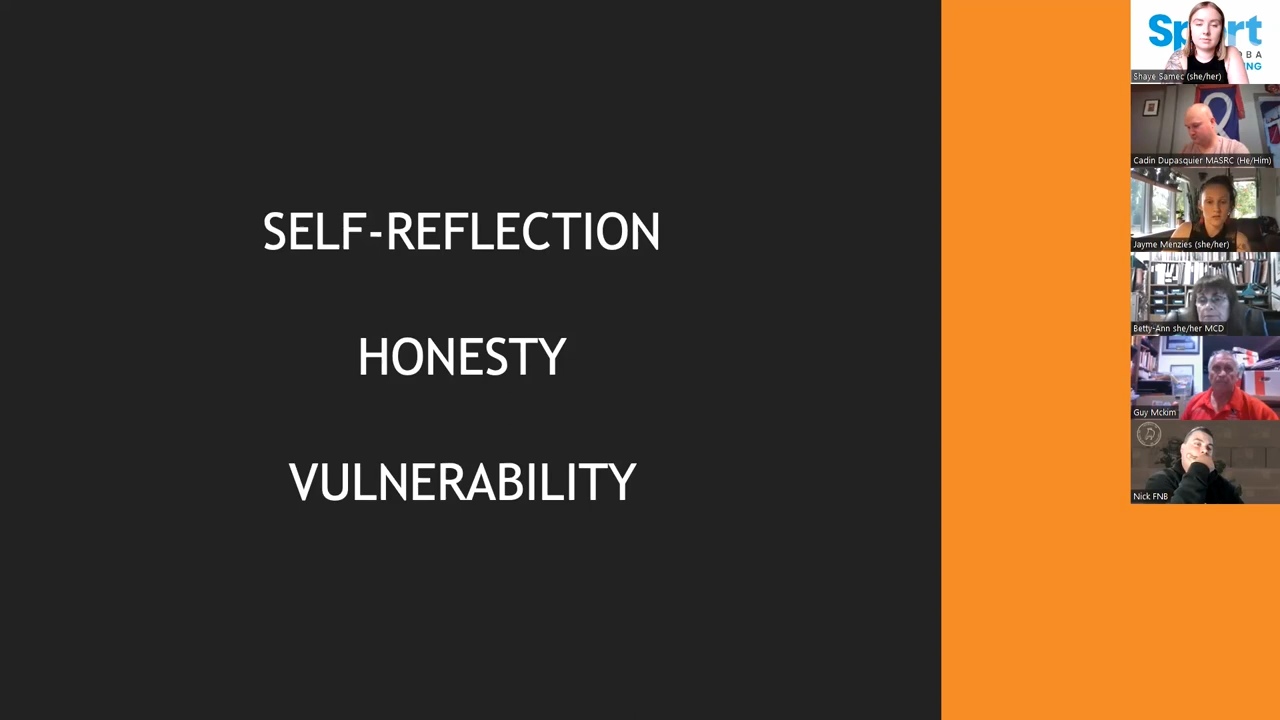 SELF-REFLECTION
HONESTY
VULNERABILITY
Shaye Samec (she/her)
Cadin Dupasquier MASRC (He/Him)
Jayme Menzies (she/her)
Betty-Ann she/her MCD
Guy Mckim
Nick FNB